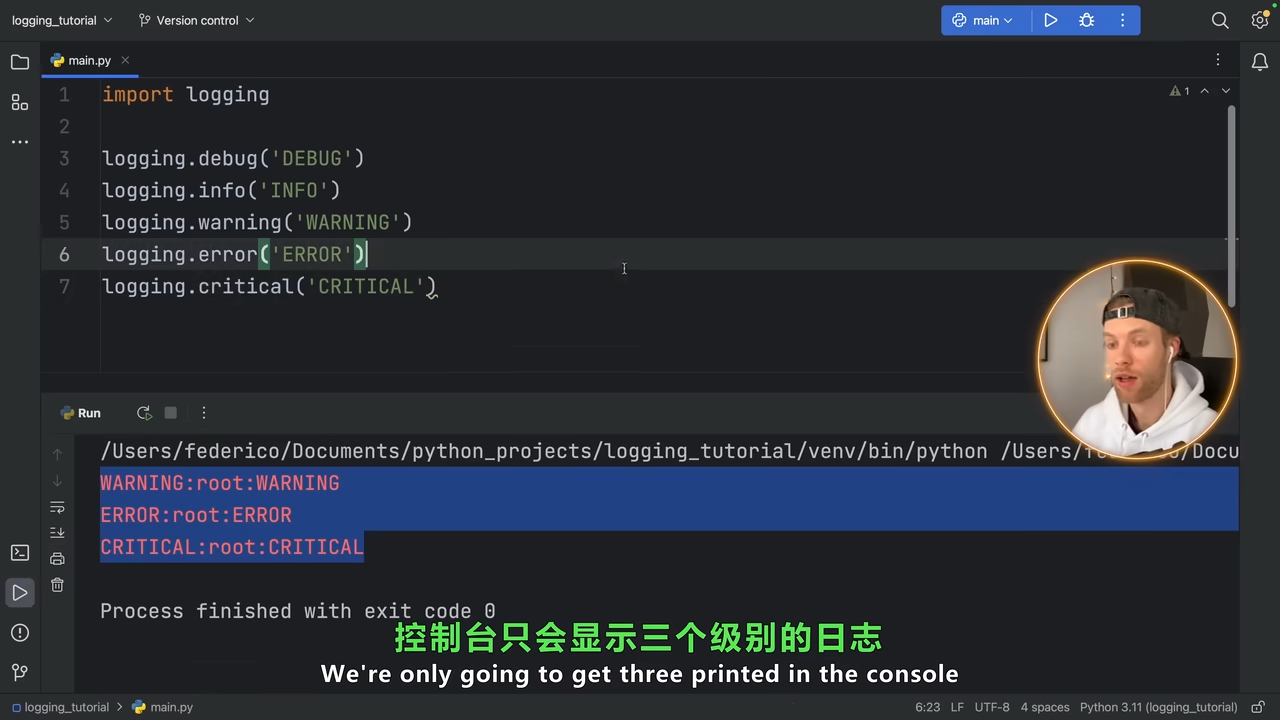 logging_tutorial
Version control
main
main.py
1
1 import logging
2
3 logging.debug('DEBUG')
4 logging.info('INFO')
5 logging.warning('WARNING')
6 logging.error('ERROR')
7 logging.critical('CRITICAL')
Run
/Users/federico/Documents/python_projects/logging_tutorial/venv/bin/python
WARNING:root:WARNING
ERROR:root:ERROR
CRITICAL:root:CRITICAL
Process finished with exit code 0
控制台只会显示三个级别的日志
We're only going to get three printed in the console
logging_tutorial > main.py
6:23 LF UTF-8 4 spaces Python 3.11 (logging_tutorial)